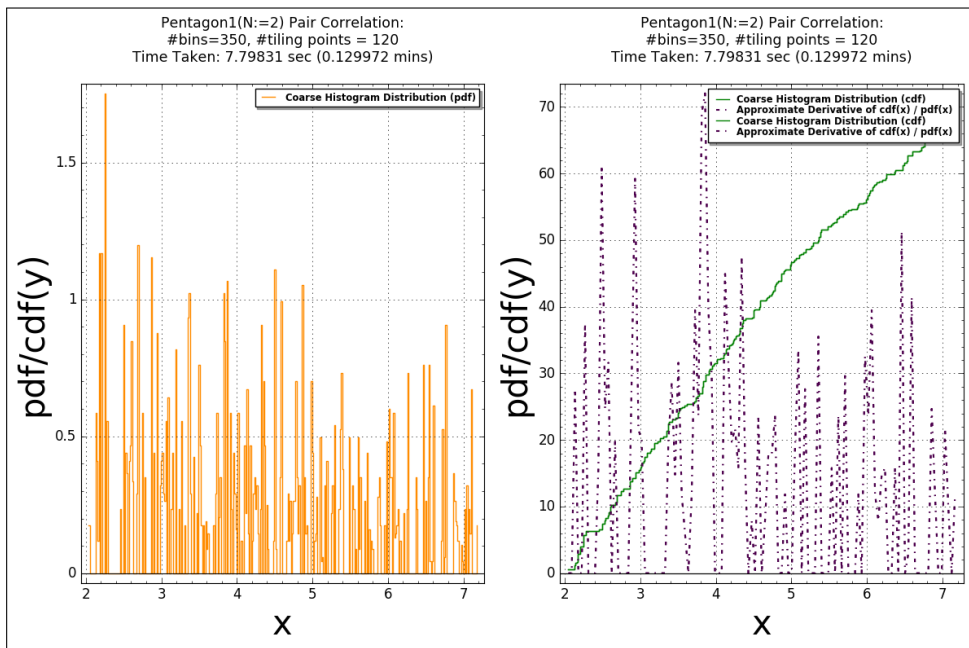 Pentagon1(N:=2) Pair Correlation:
#bins=350, #tiling points = 120
Time Taken: 7.79831 sec (0.129972 mins)
Coarse Histogram Distribution (pdf)
pdf/cdf(y)
1.5
1
0.5
0
2 3 4 5 6 7
x
Pentagon1(N:=2) Pair Correlation:
#bins=350, #tiling points = 120
Time Taken: 7.79831 sec (0.129972 mins)
Coarse Histogram Distribution (cdf)
Approximate Derivative of cdf(x) / pdf(x)
Coarse Histogram Distribution (cdf)
Approximate Derivative of cdf(x) / pdf(x)
pdf/cdf(y)
70
60
50
40
30
20
10
0
2 3 4 5 6 7
x